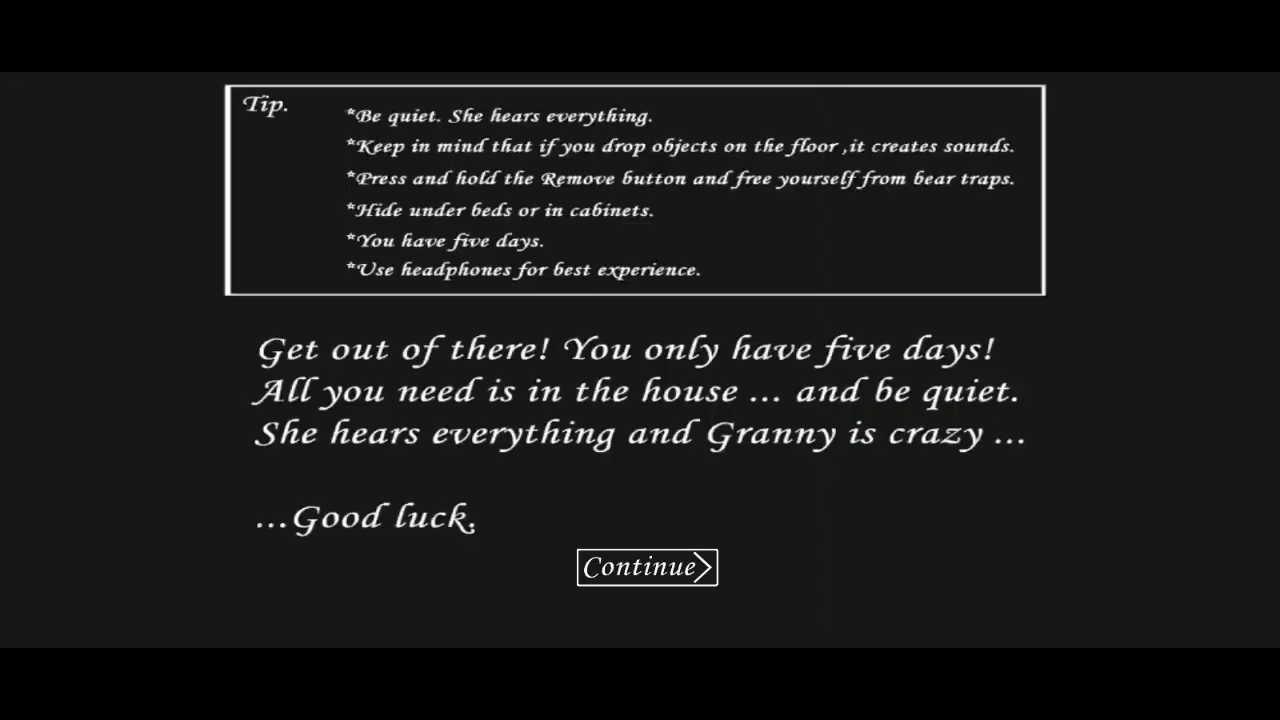 Tip.
*Be quiet. She hears everything.
*Keep in mind that if you drop objects on the floor ,it creates sounds.
*Press and hold the Remove button and free yourself from bear traps.
*Hide under beds or in cabinets.
*You have five days.
*Use headphones for best experience.
Get out of there! You only have five days!
All you need is in the house ... and be quiet.
She hears everything and Granny is crazy ...
...Good luck.
Continue>